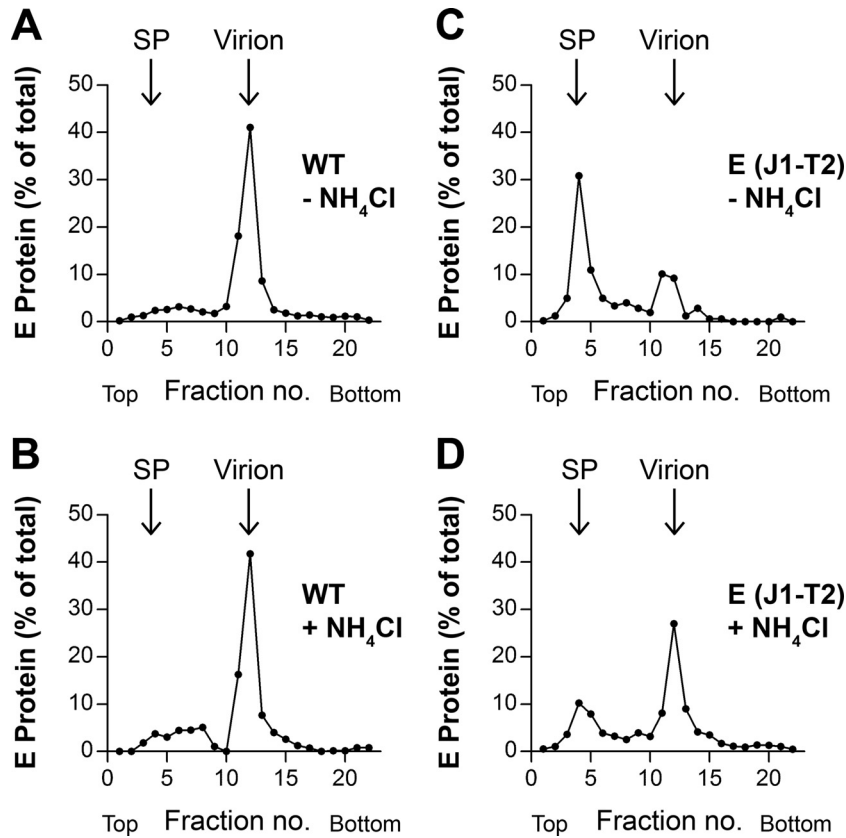 A
SP Virion
E Protein (% of total)
50
40
30
20
10
0
WT
- NH4Cl
0 5 10 15 20
Top Fraction no. Bottom
B
SP Virion
E Protein (% of total)
50
40
30
20
10
0
WT
+ NH4Cl
0 5 10 15 20
Top Fraction no. Bottom
C
SP Virion
E Protein (% of total)
50
40
30
20
10
0
E (J1-T2)
- NH4Cl
0 5 10 15 20
Top Fraction no. Bottom
D
SP Virion
E Protein (% of total)
50
40
30
20
10
0
E (J1-T2)
+ NH4Cl
0 5 10 15 20
Top Fraction no. Bottom